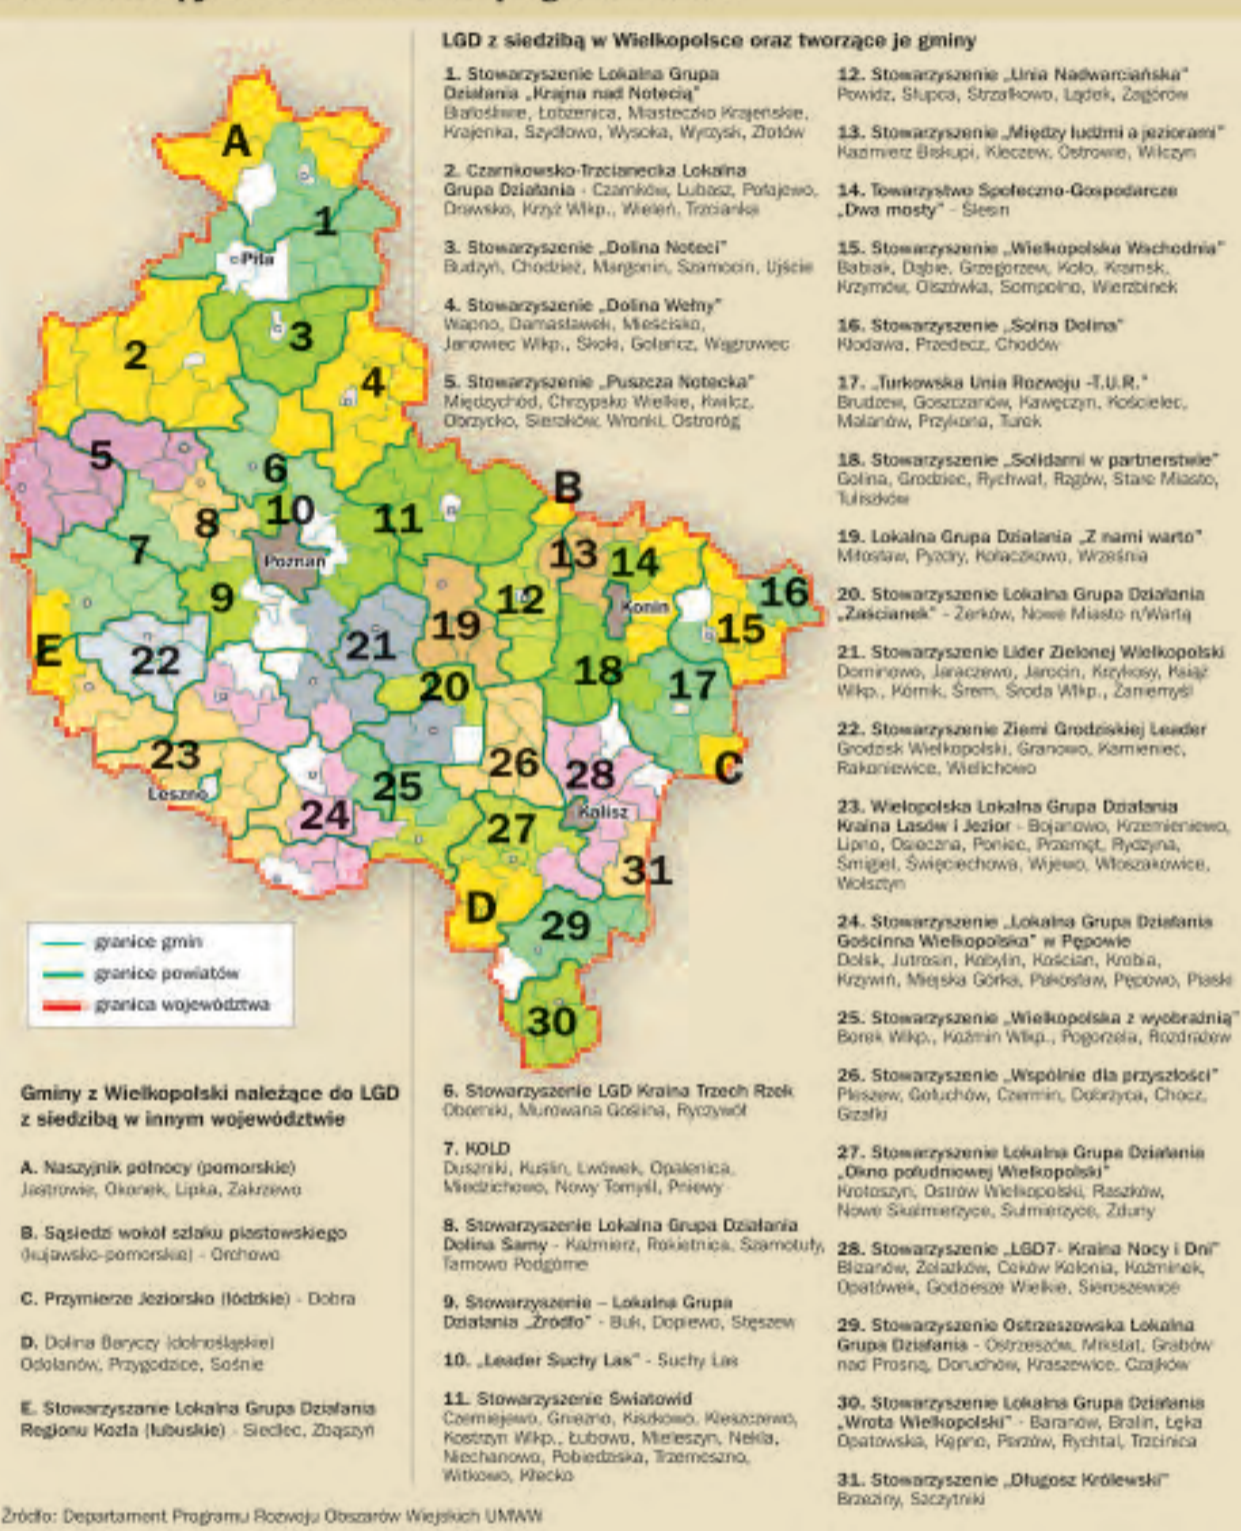 LGD z siedzibą w Wielkopolsce oraz tworzące je gminy
1. Stowarzyszenie Lokalna Grupa
Działania „Krajna nad Notecią"
Białośliwie, Łobżenica, Miasteczko Krajeńskie,
Krajenka, Szydłowo, Wysoka, Wyrzysk, Złotów
2. Czarnkowsko-Trzcianecka Lokalna
Grupa Działania - Czarnków, Lubasz, Połajewo,
Drawsko, Krzyż Wlkp., Wieleń, Trzcianka
3. Stowarzyszenie „Dolina Noteci"
Budzyń, Chodzież, Margonin, Szamocin, Ujście
4. Stowarzyszenie „Dolina Wełny"
Wapno, Damasławek, Mieścisko,
Janowiec Wlkp., Skoki, Gołańcz, Wągrowiec
5. Stowarzyszenie „Puszcza Notecka"
Międzychód, Chrzypsko Wielkie, Kwilcz,
Obrzycko, Sieraków, Wronki, Ostroróg
12. Stowarzyszenie „Unia Nadwarciańska"
Powidz, Słupca, Strzałkowo, Lądek, Zagórów
13. Stowarzyszenie „Między ludźmi a jeziorami"
Kazimierz Biskupi, Kleczew, Ostrowie, Wilczyn
14. Towarzystwo Społeczno-Gospodarcze
„Dwa mosty" - Ślesin
15. Stowarzyszenie „Wielkopolska Wschodnia"
Babiak, Dąbie, Grzegorzew, Koło, Kramsk,
Krzymów, Olszówka, Sompolno, Wierzbinek
16. Stowarzyszenie „Solna Dolina"
Kłodawa, Przedecz, Chodów
17. „Turkowska Unia Rozwoju -T.U.R."
Brudzew, Goszczanów, Kawęczyn, Kościelec,
Malanów, Przykona, Turek
18. Stowarzyszenie „Solidarni w partnerstwie"
Golina, Grodziec, Rychwał, Rzgów, Stare Miasto,
Tuliszków
19. Lokalna Grupa Działania „Z nami warto"
Miłosław, Pyzdry, Kołaczkowo, Września
20. Stowarzyszenie Lokalna Grupa Działania
„Zaścianek" - Żerków, Nowe Miasto n/Wartą
21. Stowarzyszenie Lider Zielonej Wielkopolski
Dominowo, Jaraczewo, Jarocin, Krzykosy, Książ
Wlkp., Kórnik, Śrem, Środa Wlkp., Zaniemyśl
22. Stowarzyszenie Ziemi Grodziskiej Leader
Grodzisk Wielkopolski, Granowo, Kamieniec,
Rakoniewice, Wielichowo
23. Wielopolska Lokalna Grupa Działania
Kraina Lasów i Jezior - Bojanowo, Krzemieniewo,
Lipno, Osieczna, Poniec, Przemęt, Rydzyna,
Śmigiel, Święciechowa, Wijewo, Włoszakowice,
Wolsztyn
24. Stowarzyszenie „Lokalna Grupa Działania
Gościnna Wielkopolska" w Pępowie
Dolsk, Jutrosin, Kobylin, Kościan, Krobia,
Krzywiń, Miejska Górka, Pakosław, Pępowo, Piaski
25. Stowarzyszenie „Wielkopolska z wyobraźnią"
Borek Wlkp., Koźmin Wlkp., Pogorzela, Rozdrażew
26. Stowarzyszenie „Wspólnie dla przyszłości"
Pleszew, Gołuchów, Czermin, Dobrzyca, Chocz,
Gizałki
27. Stowarzyszenie Lokalna Grupa Działania
„Okno południowej Wielkopolski"
Krotoszyn, Ostrów Wielkopolski, Raszków,
Nowe Skalmierzyce, Sulmierzyce, Zduny
28. Stowarzyszenie „LGD7- Kraina Nocy i Dni"
Blizanów, Żelazków, Ceków Kolonia, Koźminek,
Opatówek, Godziesze Wielkie, Sieroszewice
29. Stowarzyszenie Ostrzeszowska Lokalna
Grupa Działania - Ostrzeszów, Mikstat, Grabów
nad Prosną, Doruchów, Kraszewice, Czajków
30. Stowarzyszenie Lokalna Grupa Działania
„Wrota Wielkopolski" - Baranów, Bralin, Łęka
Opatowska, Kępno, Perzów, Rychtal, Trzcinica
31. Stowarzyszenie „Długosz Królewski"
Brzeziny, Szczytniki
A
1
Piła
2
3
4
5
6
B
10
11
8
7
13
14
Poznań
9
12
Konin
16
E
19
15
21
22
18
20
17
23
26
28
C
25
Leszno
24
27
Kalisz
31
D
29
30
granice gmin
granice powiatów
granica województwa
Gminy z Wielkopolski należące do LGD
z siedzibą w innym województwie
A. Naszyjnik północy (pomorskie)
Jastrowie, Okonek, Lipka, Zakrzewo
B. Sąsiedzi wokół szlaku piastowskiego
(kujawsko-pomorskie) - Orchowo
C. Przymierze Jeziorsko (łódzkie) - Dobra
D. Dolina Baryczy (dolnośląskie)
Odolanów, Przygodzice, Sośnie
E. Stowarzyszanie Lokalna Grupa Działania
Regionu Kozła (lubuskie) - Siedlec, Zbąszyń
6. Stowarzyszenie LGD Kraina Trzech Rzek
Oborniki, Murowana Goślina, Ryczywół
7. KOLD
Duszniki, Kuślin, Lwówek, Opalenica,
Miedzichowo, Nowy Tomyśl, Pniewy
8. Stowarzyszenie Lokalna Grupa Działania
Dolina Samy - Kaźmierz, Rokietnica, Szamotuły,
Tarnowo Podgórne
9. Stowarzyszenie – Lokalna Grupa
Działania „Źródło" - Buk, Dopiewo, Stęszew
10. „Leader Suchy Las" - Suchy Las
11. Stowarzyszenie Światowid
Czerniejewo, Gniezno, Kiszkowo, Kleszczewo,
Kostrzyn Wlkp., Łubowo, Mieleszyn, Nekla,
Niechanowo, Pobiedziska, Trzemeszno,
Witkowo, Kłecko
Źródło: Departament Programu Rozwoju Obszarów Wiejskich UMWW